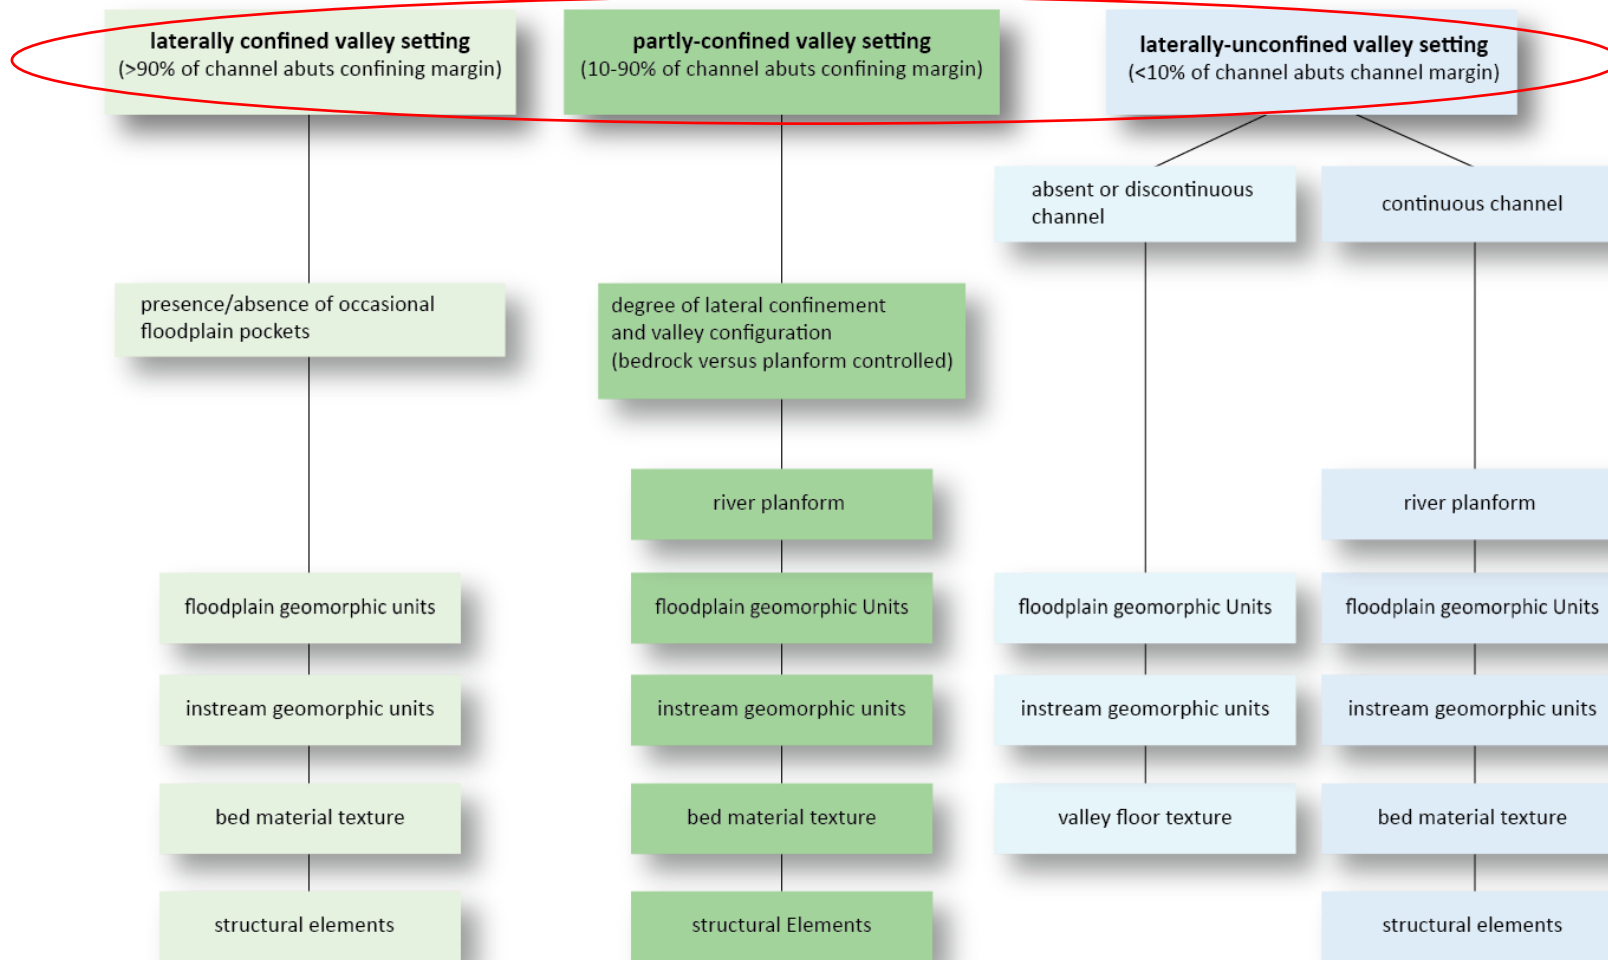 laterally confined valley setting
(>90% of channel abuts confining margin)
partly-confined valley setting
(10-90% of channel abuts confining margin)
laterally-unconfined valley setting
(<10% of channel abuts channel margin)
absent or discontinuous
channel
continuous channel
presence/absence of occasional
floodplain pockets
degree of lateral confinement
and valley configuration
(bedrock versus planform controlled)
river planform
river planform
floodplain geomorphic units
floodplain geomorphic Units
floodplain geomorphic Units
floodplain geomorphic Units
instream geomorphic units
instream geomorphic units
instream geomorphic units
instream geomorphic units
bed material texture
bed material texture
valley floor texture
bed material texture
structural elements
structural Elements
structural elements